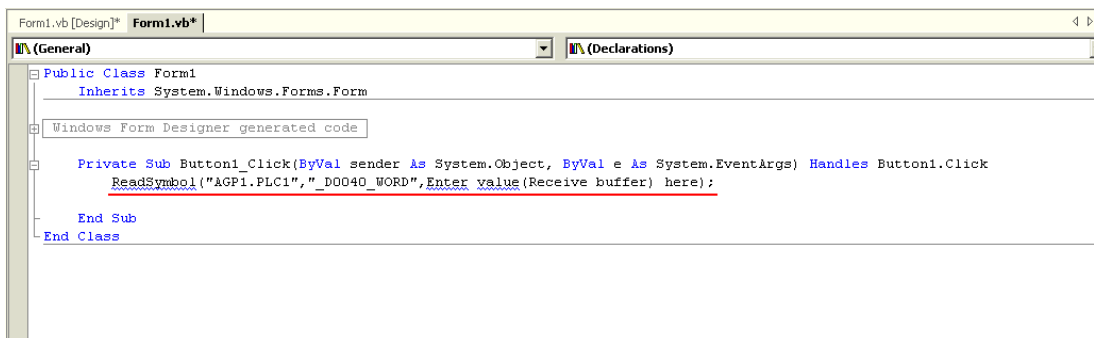 Form1.vb [Design]* Form1.vb*
(General) (Declarations)
Public Class Form1
Inherits System.Windows.Forms.Form
Windows Form Designer generated code
Private Sub Button1_Click(ByVal sender As System.Object, ByVal e As System.EventArgs) Handles Button1.Click
ReadSymbol("AGP1.PLC1","_D0040_WORD",Enter value(Receive buffer) here);
End Sub
End Class